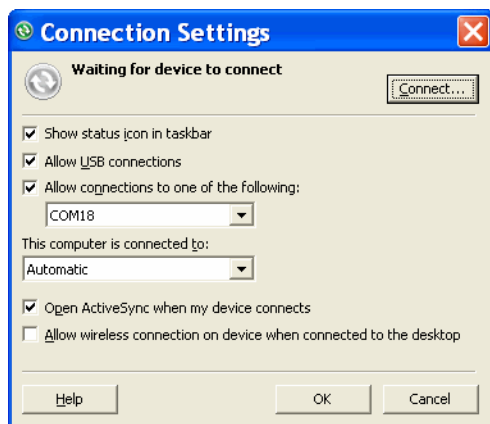 Connection Settings
Waiting for device to connect
Connect...
Show status icon in taskbar
Allow USB connections
Allow connections to one of the following:
COM18
This computer is connected to:
Automatic
Open ActiveSync when my device connects
Allow wireless connection on device when connected to the desktop
Help
OK
Cancel